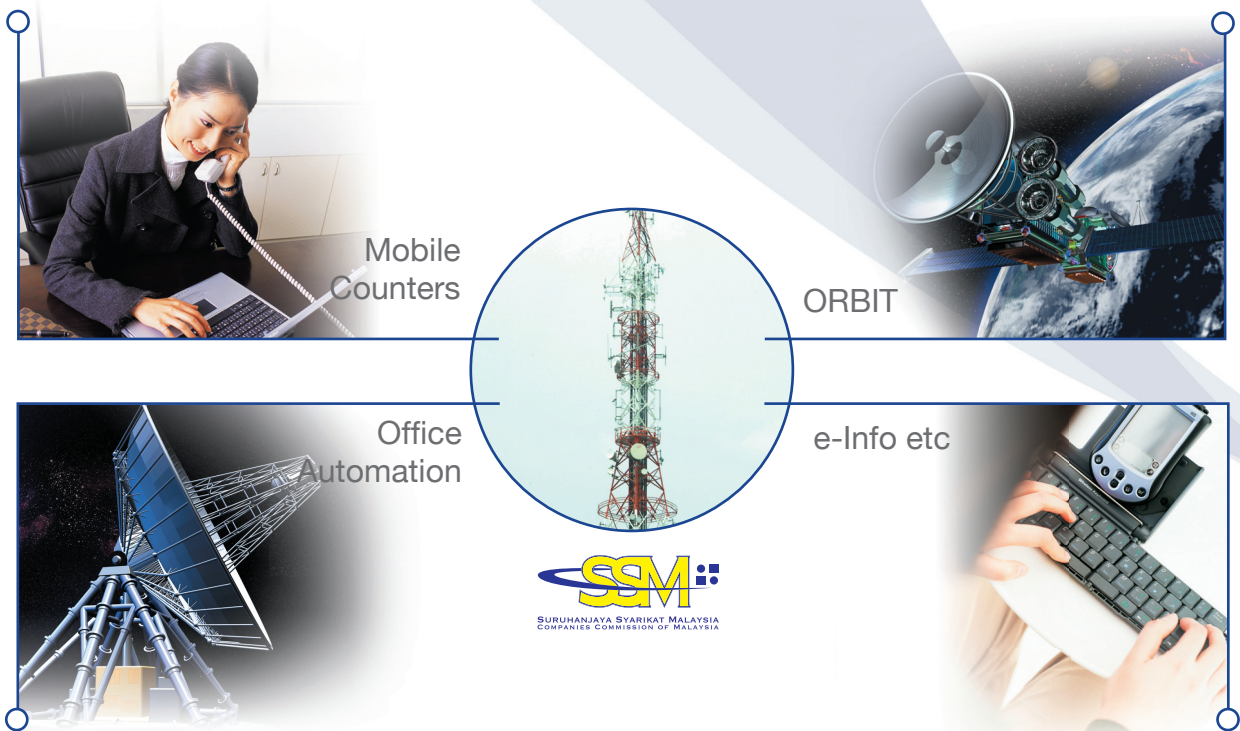 Mobile
Counters
ORBIT
Office
Automation
e-Info etc
SSM
SURUHANJAYA SYARIKAT MALAYSIA
COMPANIES COMMISSION OF MALAYSIA